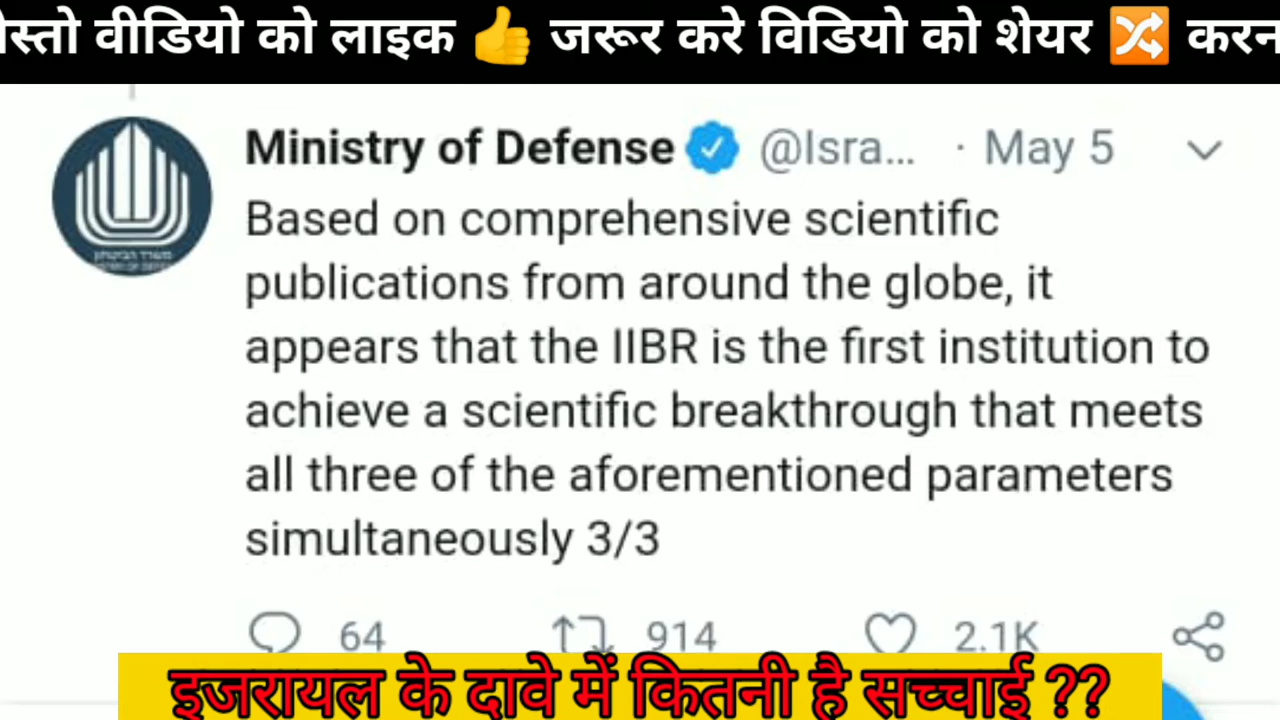 स्तो वीडियो को लाइक 👍 जरूर करे विडियो को शेयर 🔀 करन
Ministry of Defense @Isra... · May 5
משרד הביטחון
Based on comprehensive scientific
publications from around the globe, it
appears that the IIBR is the first institution to
achieve a scientific breakthrough that meets
all three of the aforementioned parameters
simultaneously 3/3
64 914 2.1K
इजरायल के दावे में कितनी है सच्चाई ??